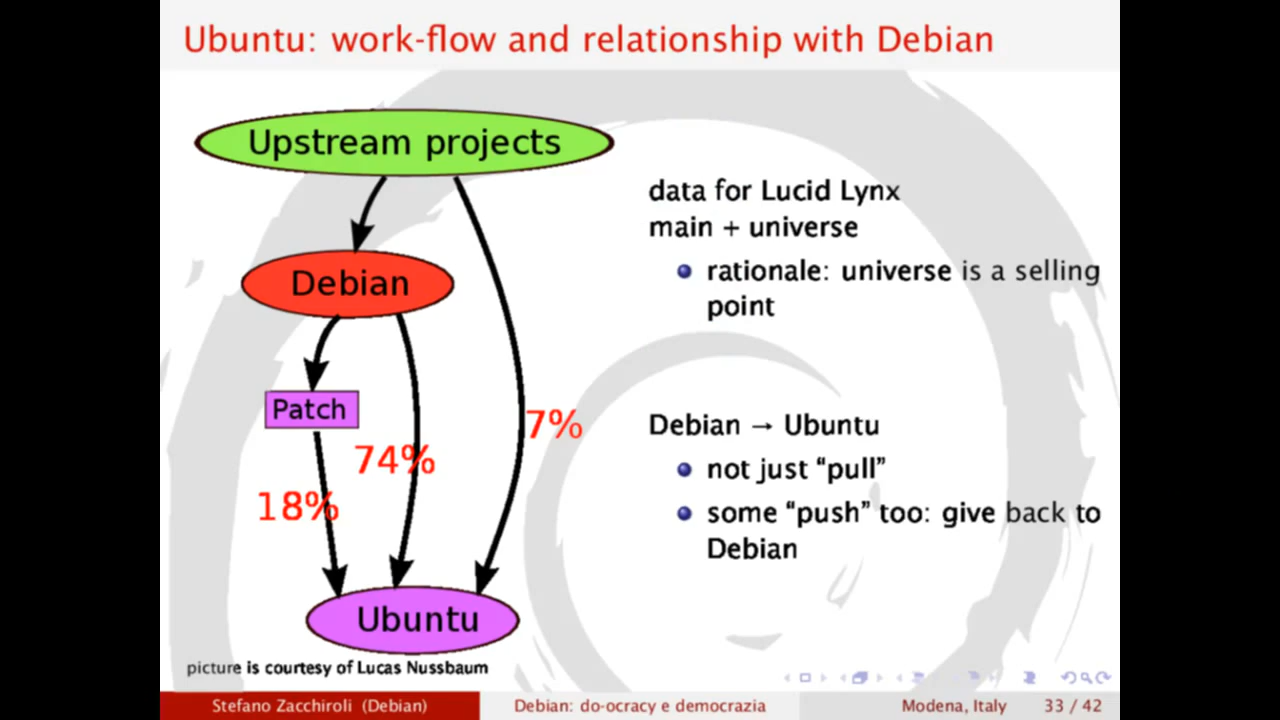 Ubuntu: work-flow and relationship with Debian
Upstream projects
Debian
Patch
7%
74%
18%
Ubuntu
picture is courtesy of Lucas Nussbaum
data for Lucid Lynx
main + universe
rationale: universe is a selling
point
Debian → Ubuntu
not just “pull”
some “push” too: give back to
Debian
Stefano Zacchiroli (Debian)
Debian: do-ocracy e democrazia
Modena, Italy
33 / 42